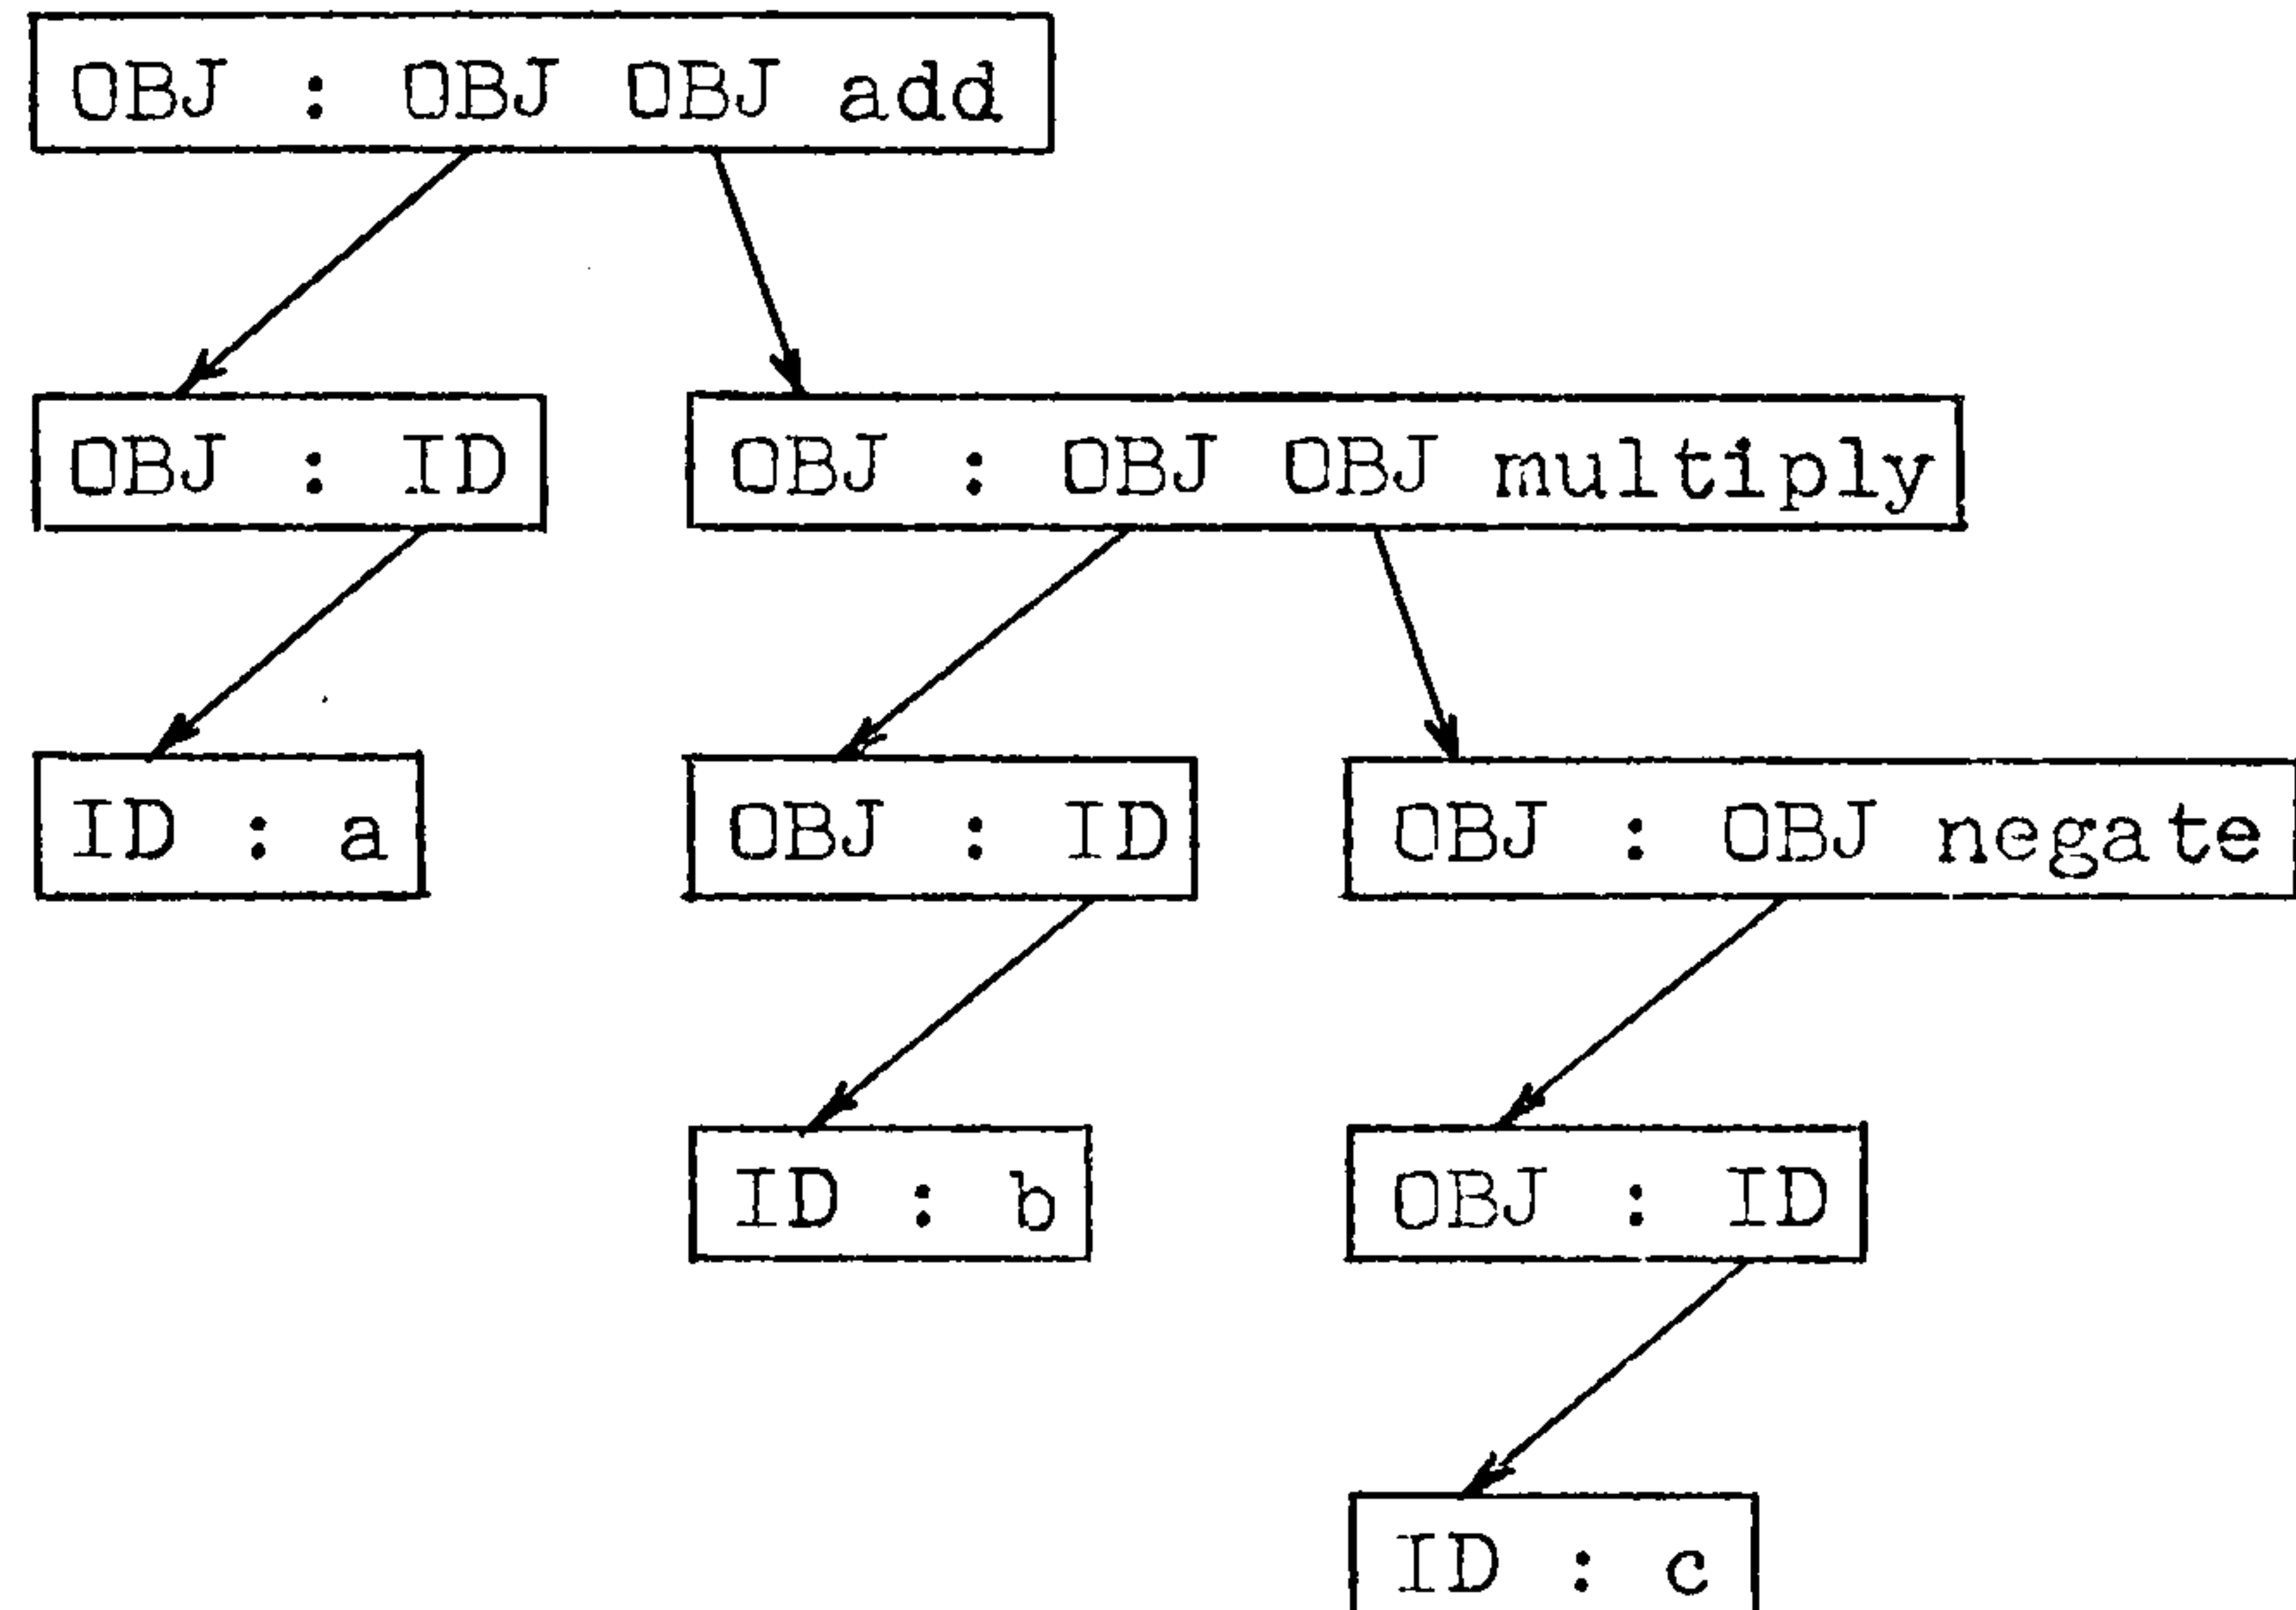 OBJ : OBJ OBJ add
OBJ : ID
OBJ : OBJ OBJ multiply
ID : a
OBJ : ID
OBJ : OBJ negate
ID : b
OBJ : ID
ID : c